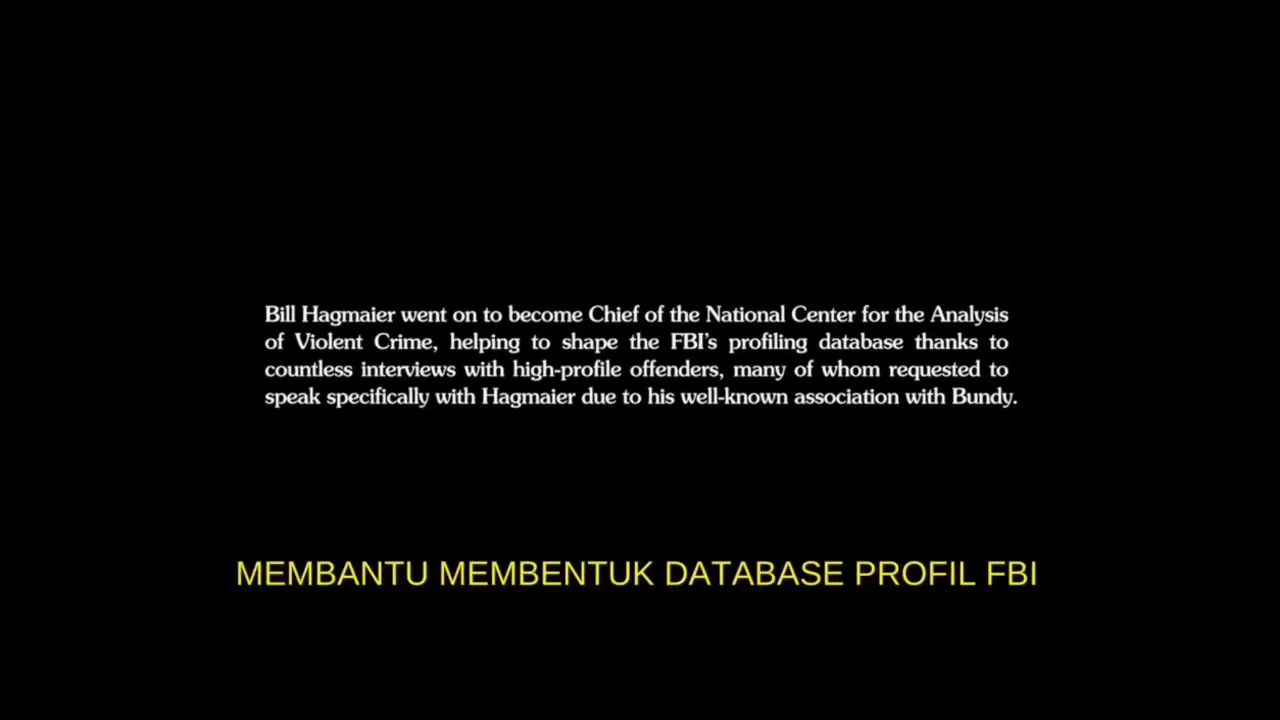 Bill Hagmaier went on to become Chief of the National Center for the Analysis
of Violent Crime, helping to shape the FBI's profiling database thanks to
countless interviews with high-profile offenders, many of whom requested to
speak specifically with Hagmaier due to his well-known association with Bundy.
MEMBANTU MEMBENTUK DATABASE PROFIL FBI